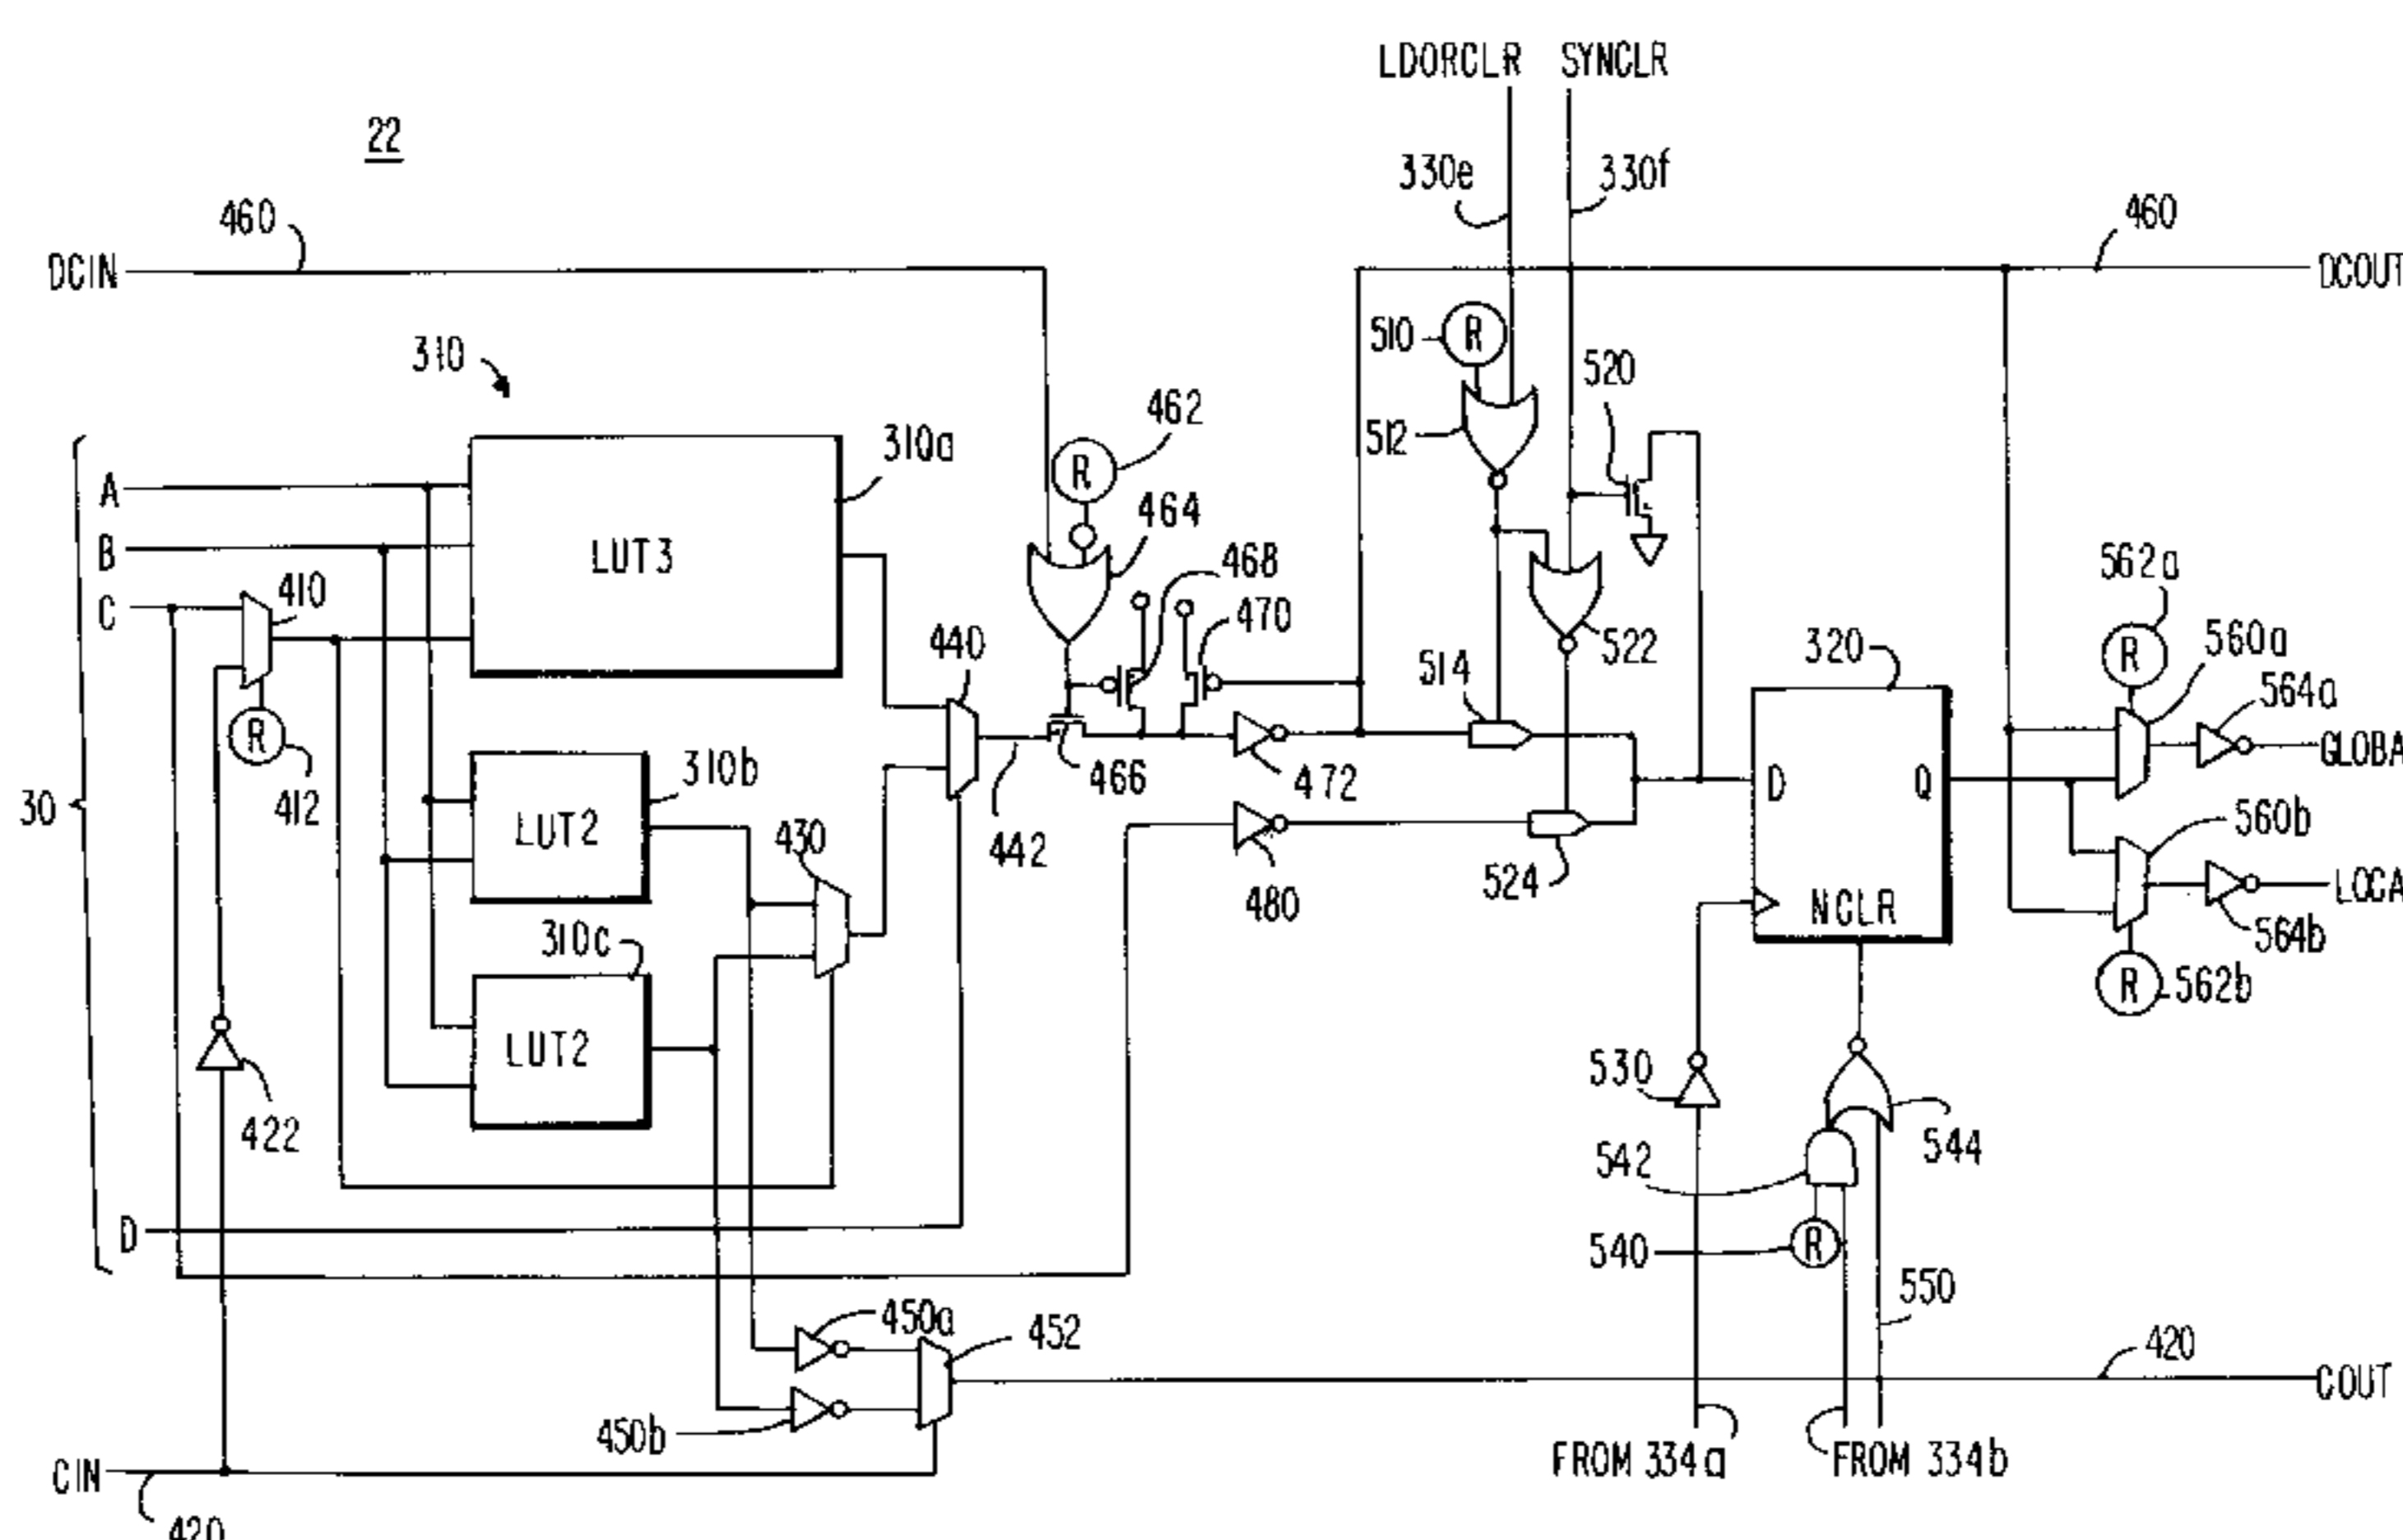 LDORCLR SYNCLR
22
330e 330f
460 460
DCIN DCOUT
510 R
310 520
462
R 562a
310a 512
A 464
B LUT3 468
C 410 470 522 R 560a
440 514 320 564a
R
310b 466 472 GLOBA
30 412 LUT2 430 442 D Q
560b
480 524 LOCA
310c NCLR 564b
R 562b
LUT2 530
422 542 544
D 540 R
550
450a 452 420
COUT
450b
CIN FROM 334a FROM 334b
420